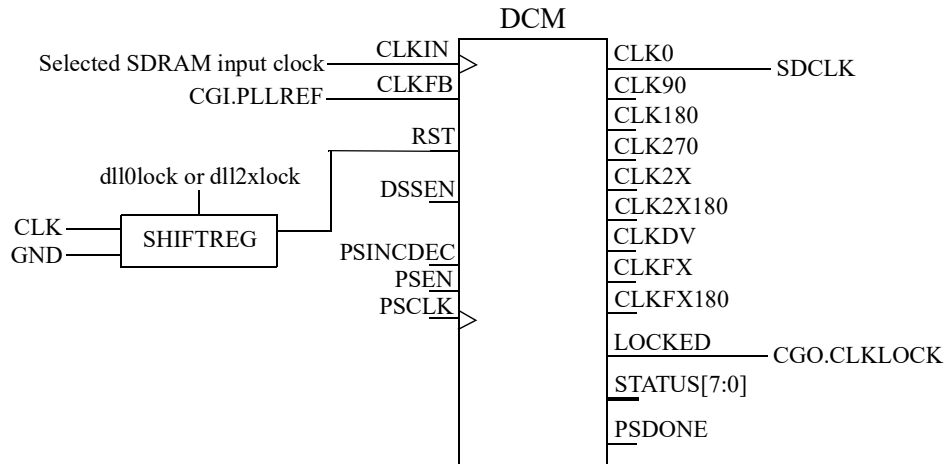 DCM
CLKIN
CLK0
Selected SDRAM input clock
SDCLK
CLKFB
CLK90
CGI.PLLREF
CLK180
RST
CLK270
dll0lock or dll2xlock
CLK2X
DSSEN
CLK2X180
CLK
SHIFTREG
CLKDV
GND
PSINCDEC
CLKFX
PSEN
CLKFX180
PSCLK
LOCKED
CGO.CLKLOCK
STATUS[7:0]
PSDONE